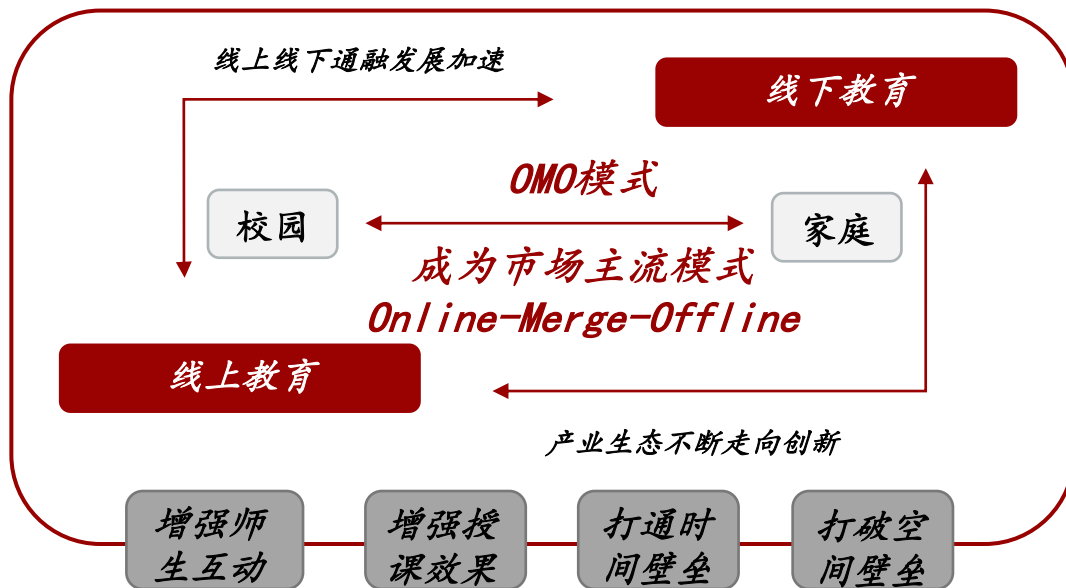 线上线下通融发展加速
线下教育
OMO模式
校园
家庭
成为市场主流模式
Online-Merge-Offline
线上教育
产业生态不断走向创新
增强师
生互动
增强授
课效果
打通时
间壁垒
打破空
间壁垒